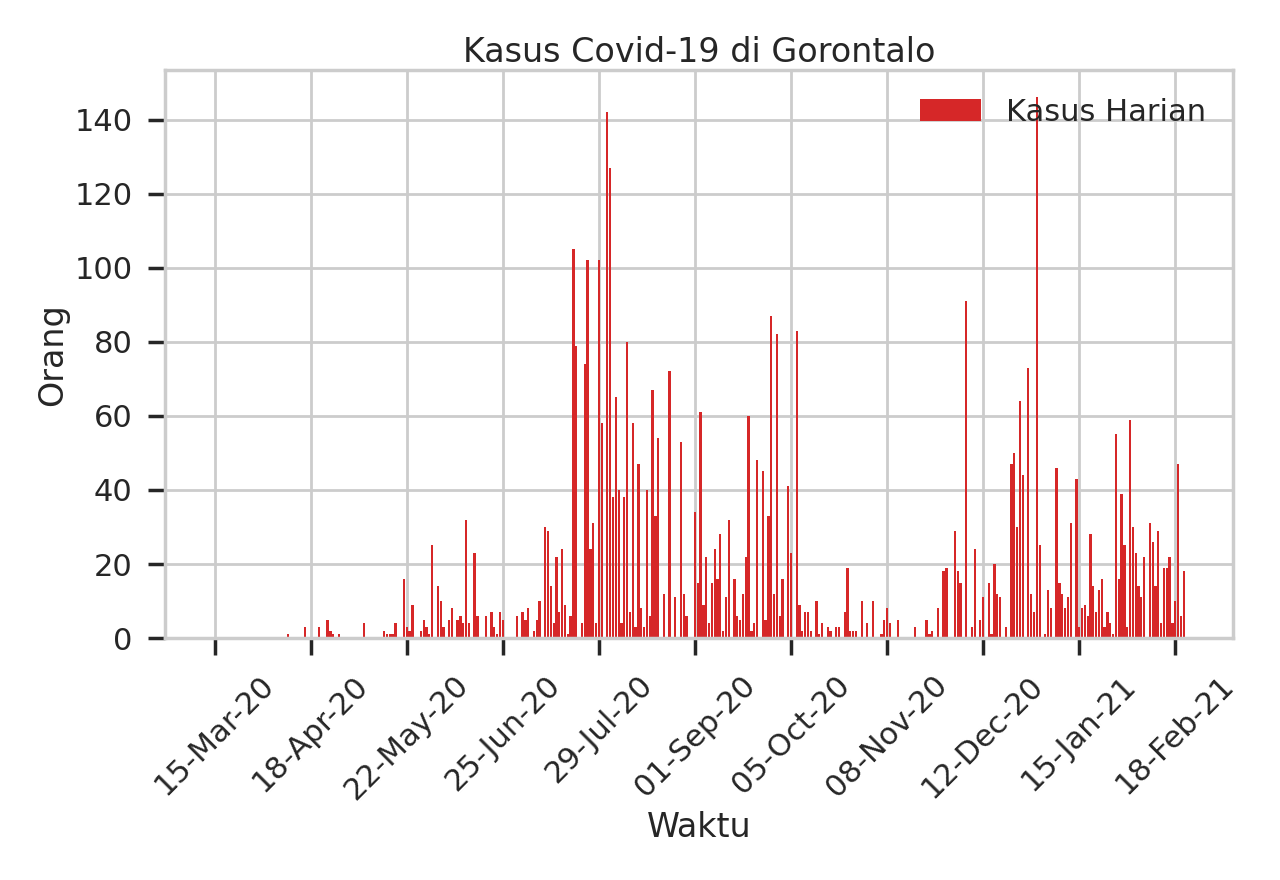 Kasus Covid-19 di Gorontalo
Kasus Harian
Orang
140
120
100
80
60
40
20
0
15-Mar-20
18-Apr-20
22-May-20
25-Jun-20
29-Jul-20
01-Sep-20
05-Oct-20
08-Nov-20
12-Dec-20
15-Jan-21
18-Feb-21
Waktu